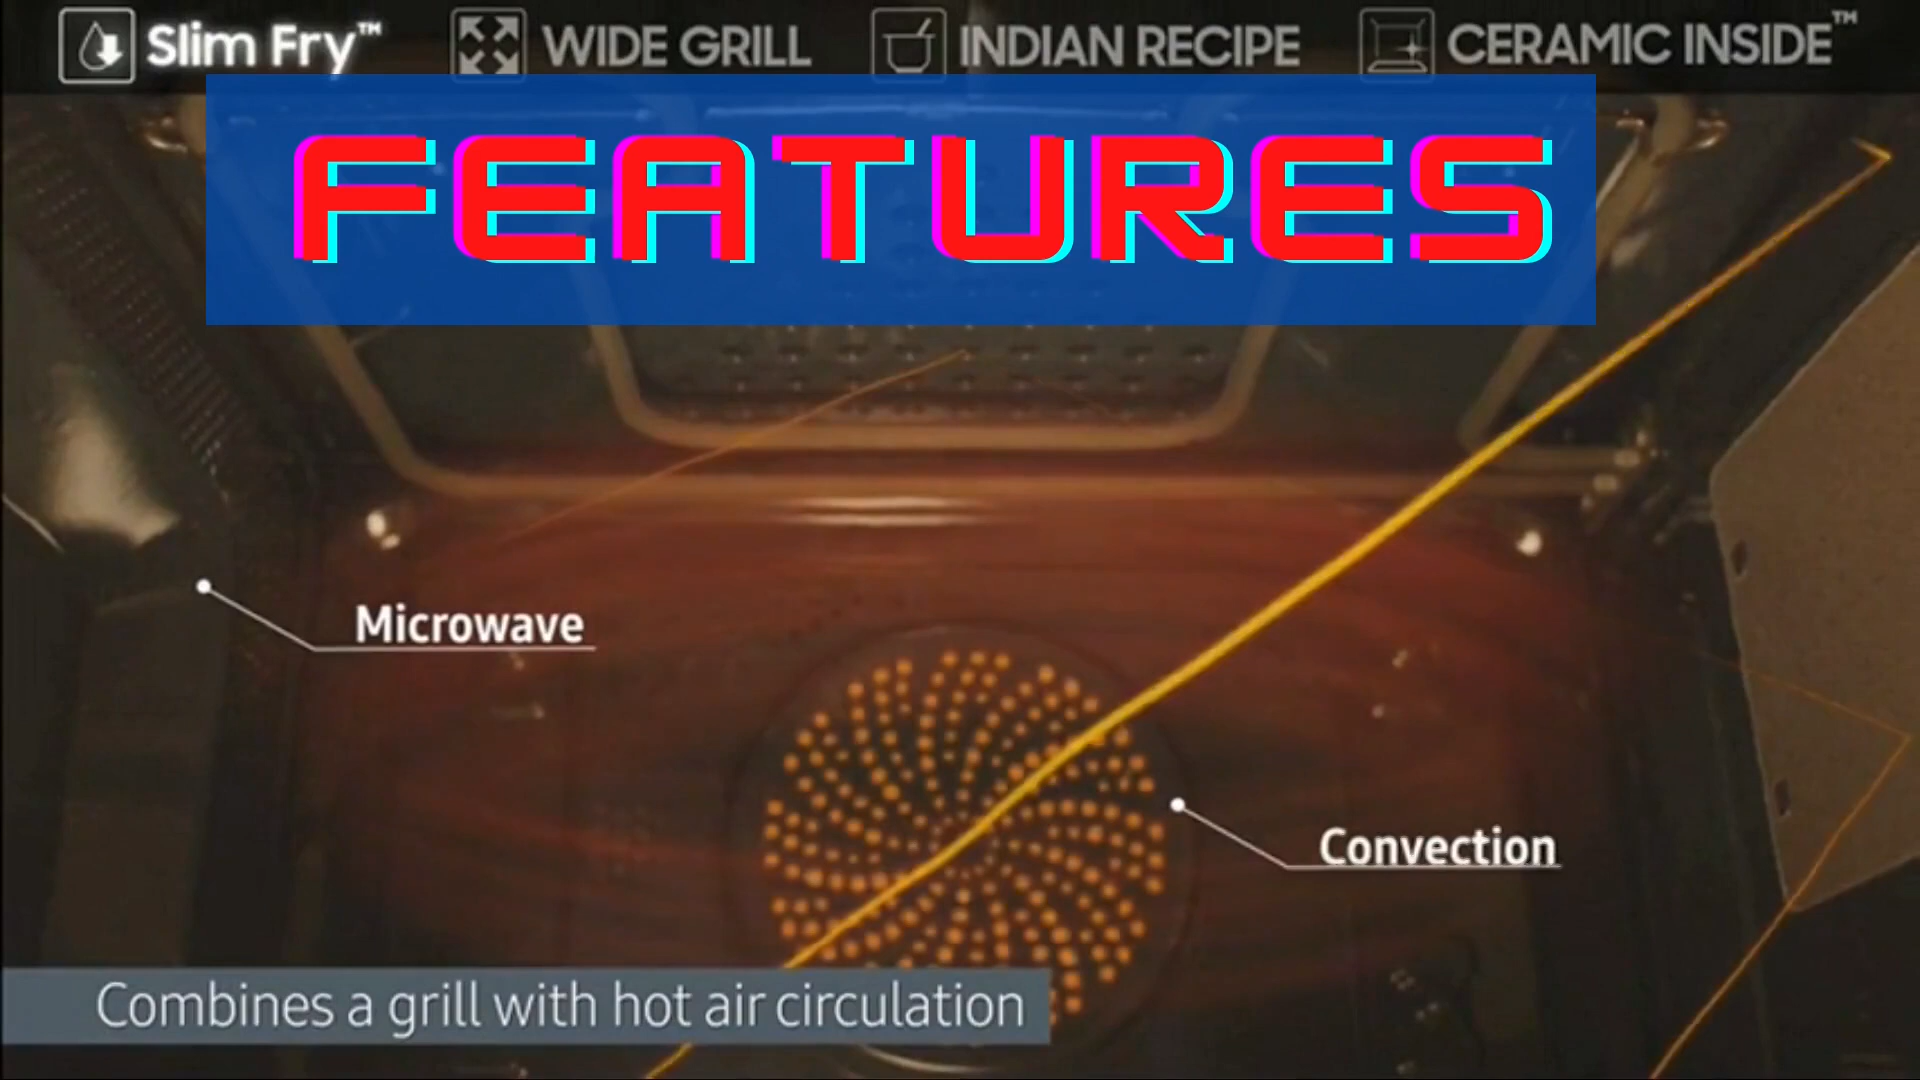 Slim Fry™ WIDE GRILL INDIAN RECIPE CERAMIC INSIDE™
FEATURES
Microwave
Convection
Combines a grill with hot air circulation